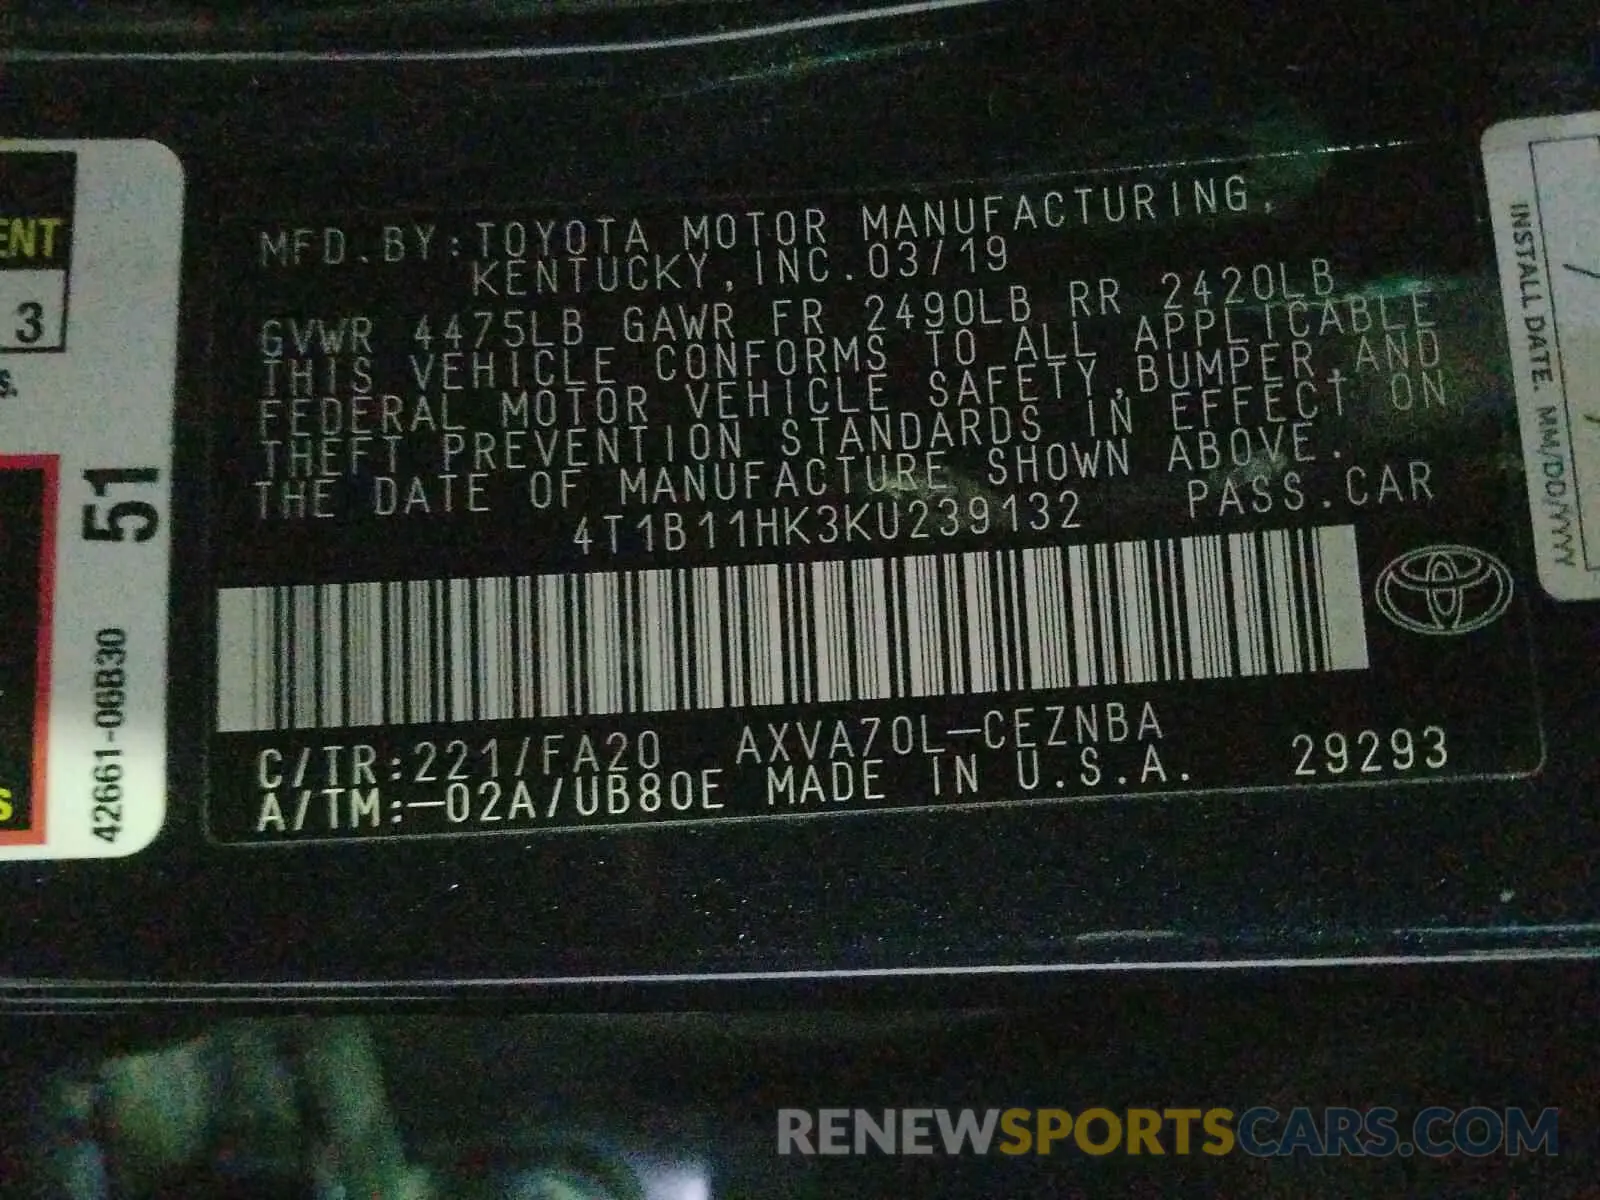 MFD.BY:TOYOTA MOTOR MANUFACTURING,
KENTUCKY,INC.03/19
GVWR 4475LB GAWR FR 2490LB RR 2420LB
THIS VEHICLE CONFORMS TO ALL APPLICABLE
FEDERAL MOTOR VEHICLE SAFETY,BUMPER,AND
THEFT PREVENTION STANDARDS IN EFFECT ON
THE DATE OF MANUFACTURE SHOWN ABOVE.
4T1B11HK3KU239132 PASS.CAR
C/TR:221/FA20 AXVA70L-CEZNBA
A/TM:-02A/UB80E MADE IN U.S.A. 29293
ENT
3
51
42661-06B30
INSTALL DATE. MM/DD/YYYY
RENEWSPORTSCARS.COM